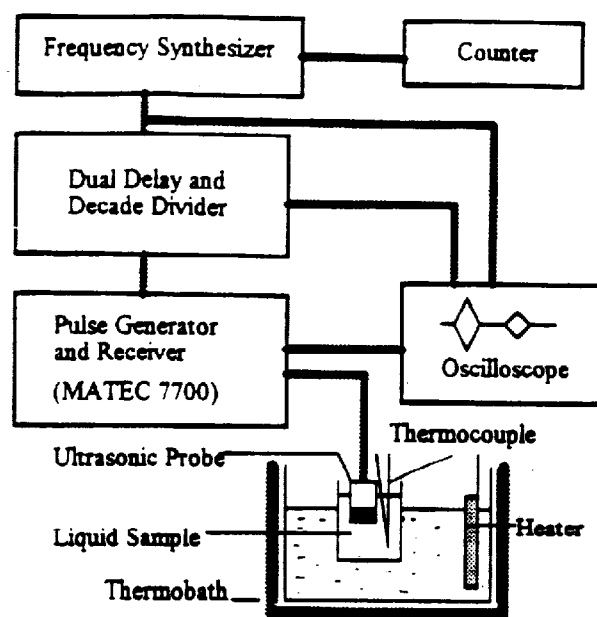 Frequency Synthesizer
Counter
Dual Delay and
Decade Divider
Pulse Generator
and Receiver
(MATEC 7700)
Oscilloscope
Thermocouple
Ultrasonic Probe
Liquid Sample
Heater
Thermobath